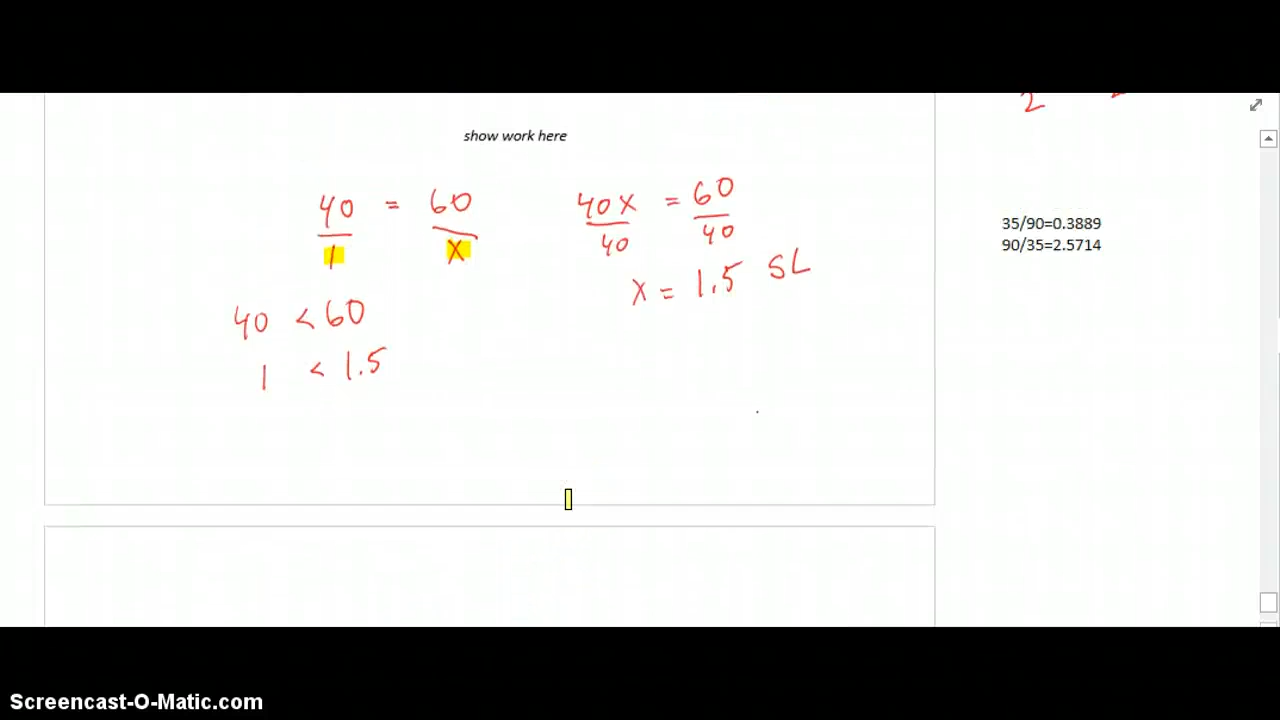 2
show work here
40 = 60
1 x
40x = 60
40 40
x = 1.5 SL
40 < 60
1 < 1.5
35/90=0.3889
90/35=2.5714
Screencast-O-Matic.com